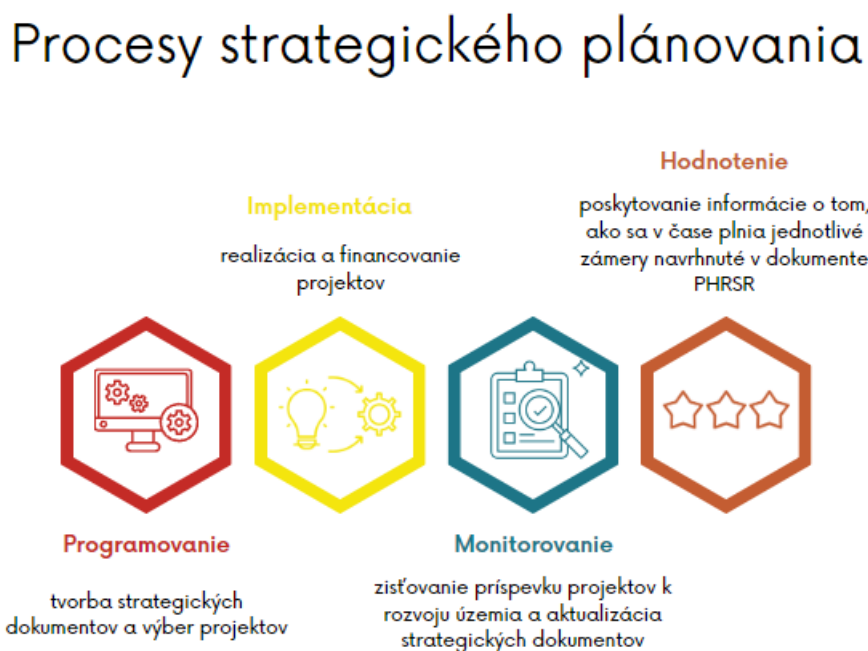 Procesy strategického plánovania
Hodnotenie
poskytovanie informácie o tom,
ako sa v čase plnia jednotlivé
zámery navrhnuté v dokumente
PHRSR
Implementácia
realizácia a financovanie
projektov
Programovanie
tvorba strategických
dokumentov a výber projektov
Monitorovanie
zisťovanie príspevku projektov k
rozvoju územia a aktualizácia
strategických dokumentov